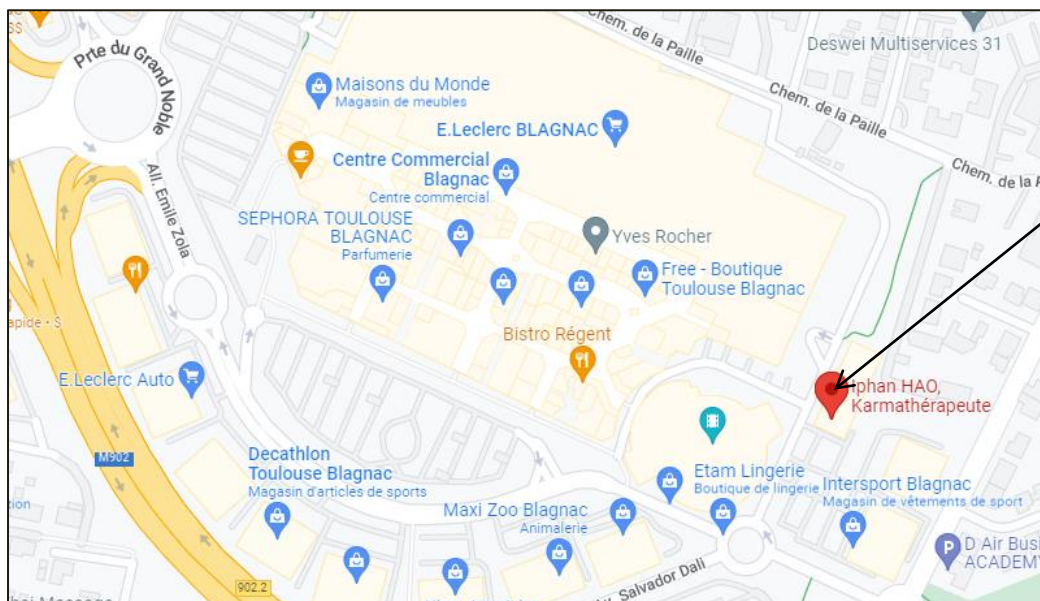 SS
Prte du Grand Noble
Chem. de la Paille
Deswei Multiservices 31
Maisons du Monde
Magasin de meubles
Chem. de la Paille
E.Leclerc BLAGNAC
Centre Commercial
Blagnac
Centre commercial
Chem. de la P
All. Emile Zola
SEPHORA TOULOUSE
BLAGNAC
Parfumerie
Yves Rocher
Free - Boutique
Toulouse Blagnac
apide • S
Bistro Régent
E.Leclerc Auto
Iphan HAO,
Karmathérapeute
M902
Decathlon
Toulouse Blagnac
Magasin d'articles de sports
Etam Lingerie
Boutique de lingerie
Intersport Blagnac
Magasin de vêtements de sport
Maxi Zoo Blagnac
Animalerie
D Air Busi
ACADEMY
Salvador Dali
902.2